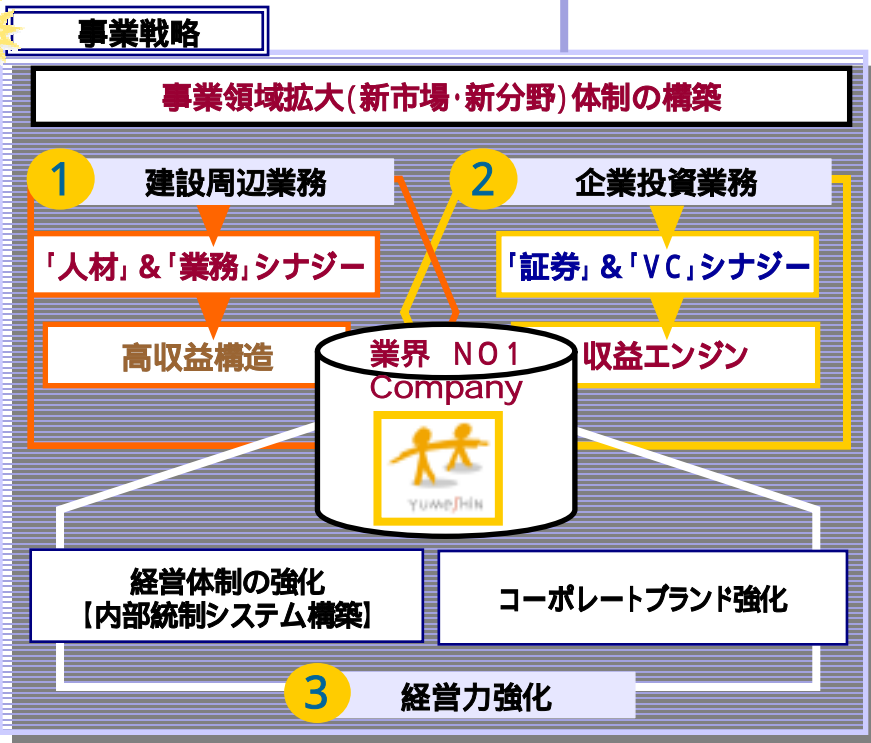 事業戦略
事業領域拡大(新市場・新分野)体制の構築
1 建設周辺業務
「人材」&「業務」シナジー
高収益構造
2 企業投資業務
「証券」&「VC」シナジー
収益エンジン
業界 NO1
Company
YUMESHIN
経営体制の強化
【内部統制システム構築】
コーポレートブランド強化
3 経営力強化